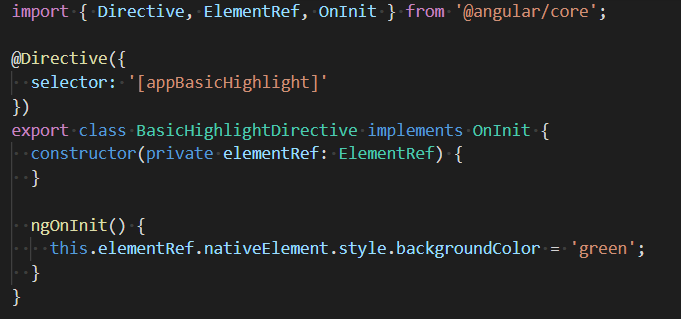 import { Directive, ElementRef, OnInit } from '@angular/core';
@Directive({
  selector: '[appBasicHighlight]'
})
export class BasicHighlightDirective implements OnInit {
  constructor(private elementRef: ElementRef) {
  }
  ngOnInit() {
    this.elementRef.nativeElement.style.backgroundColor = 'green';
  }
}